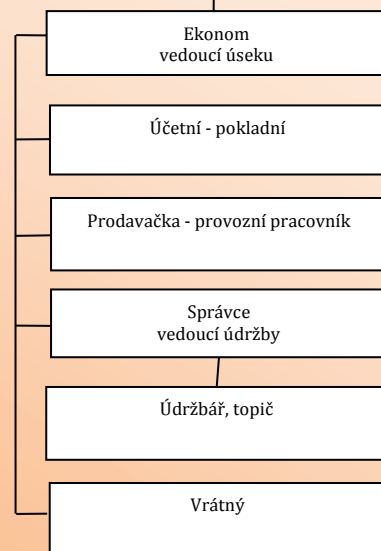 Ekonom
vedoucí úseku
Účetní - pokladní
Prodavačka - provozní pracovník
Správce
vedoucí údržby
Údržbář, topič
Vrátný